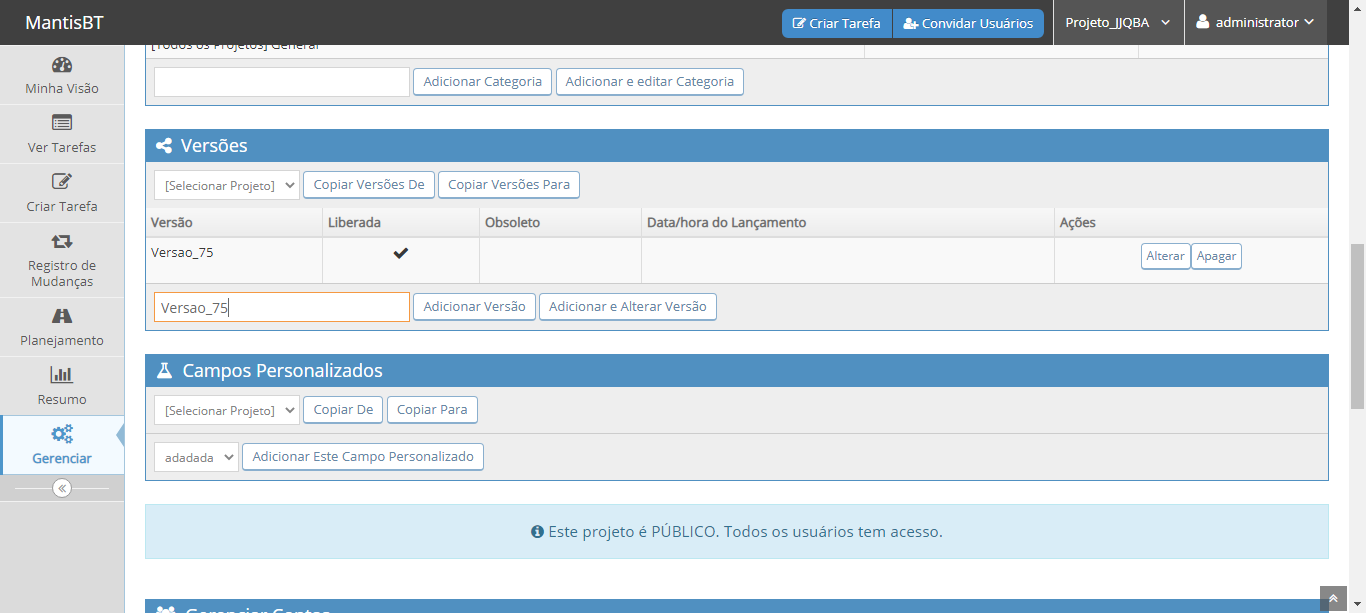 MantisBT
Criar Tarefa
Convidar Usuários
Projeto_JJQBA
administrator
Minha Visão
Ver Tarefas
Criar Tarefa
Registro de
Mudanças
Planejamento
Resumo
Gerenciar
[Todos os Projetos] General
Adicionar Categoria
Adicionar e editar Categoria
Versões
[Selecionar Projeto]
Copiar Versões De
Copiar Versões Para
Versão
Liberada
Obsoleto
Data/hora do Lançamento
Ações
Versao_75
Alterar
Apagar
Versao_75
Adicionar Versão
Adicionar e Alterar Versão
Campos Personalizados
[Selecionar Projeto]
Copiar De
Copiar Para
adadada
Adicionar Este Campo Personalizado
Este projeto é PÚBLICO. Todos os usuários tem acesso.
Gerenciar Contas